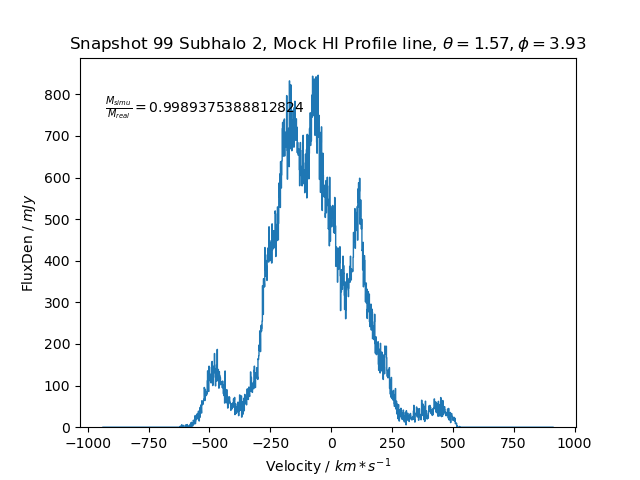 Snapshot 99 Subhalo 2, Mock HI Profile line, θ = 1.57, ϕ = 3.93
M_simu/M_real = 0.9989375388812824
FluxDen / mJy
800
700
600
500
400
300
200
100
0
−1000 −750 −500 −250 0 250 500 750 1000
Velocity / km * s⁻¹